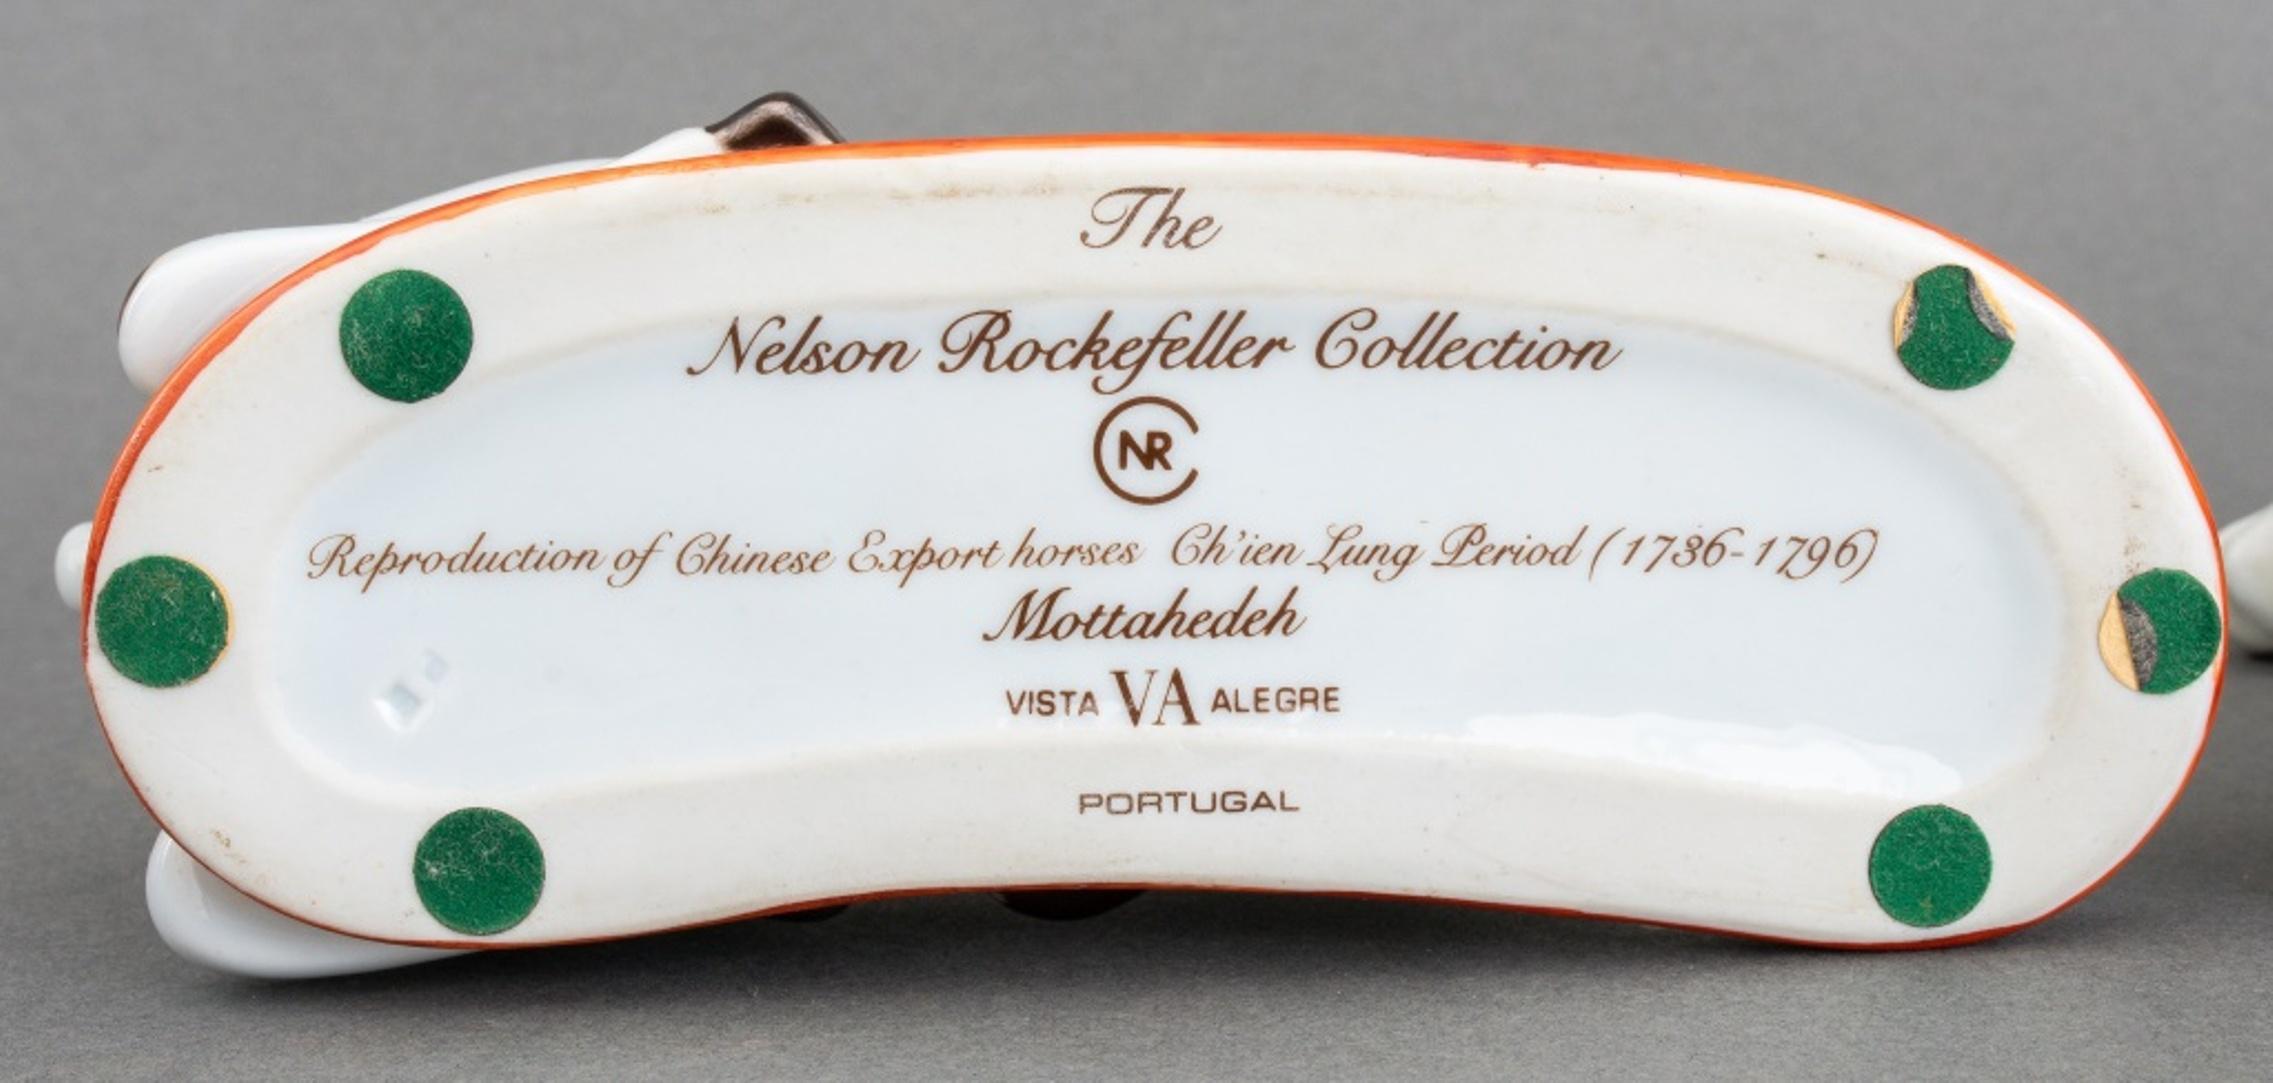 The
Nelson Rockefeller Collection
NRC
Reproduction of Chinese Export horses Ch'ien Lung Period (1736-1796)
Mottahedeh
VISTA VA ALEGRE
PORTUGAL